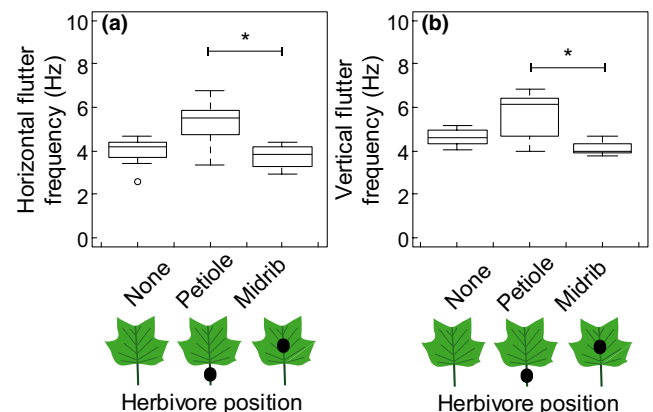 (a)
Horizontal flutter
frequency (Hz)
10
8
6
4
2
0
*
None
Petiole
Midrib
Herbivore position
(b)
Vertical flutter
frequency (Hz)
10
8
6
4
2
0
*
None
Petiole
Midrib
Herbivore position